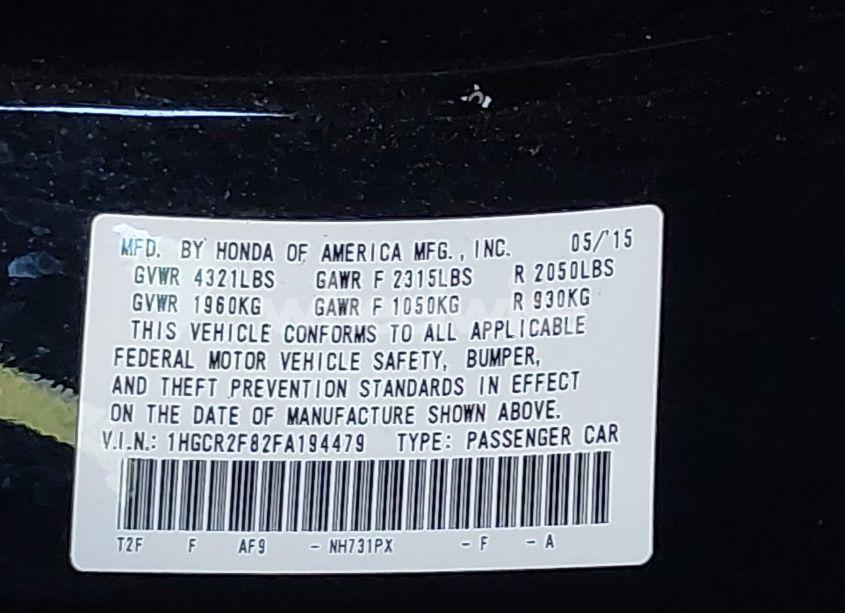 MFD. BY HONDA OF AMERICA MFG., INC. 05/'15
GVWR 4321LBS GAWR F 2315LBS R 2050LBS
GVWR 1960KG GAWR F 1050KG R 930KG
THIS VEHICLE CONFORMS TO ALL APPLICABLE
FEDERAL MOTOR VEHICLE SAFETY, BUMPER,
AND THEFT PREVENTION STANDARDS IN EFFECT
ON THE DATE OF MANUFACTURE SHOWN ABOVE.
V.I.N.: 1HGCR2F82FA194479 TYPE: PASSENGER CAR
T2F F AF9 - NH731PX - F - A